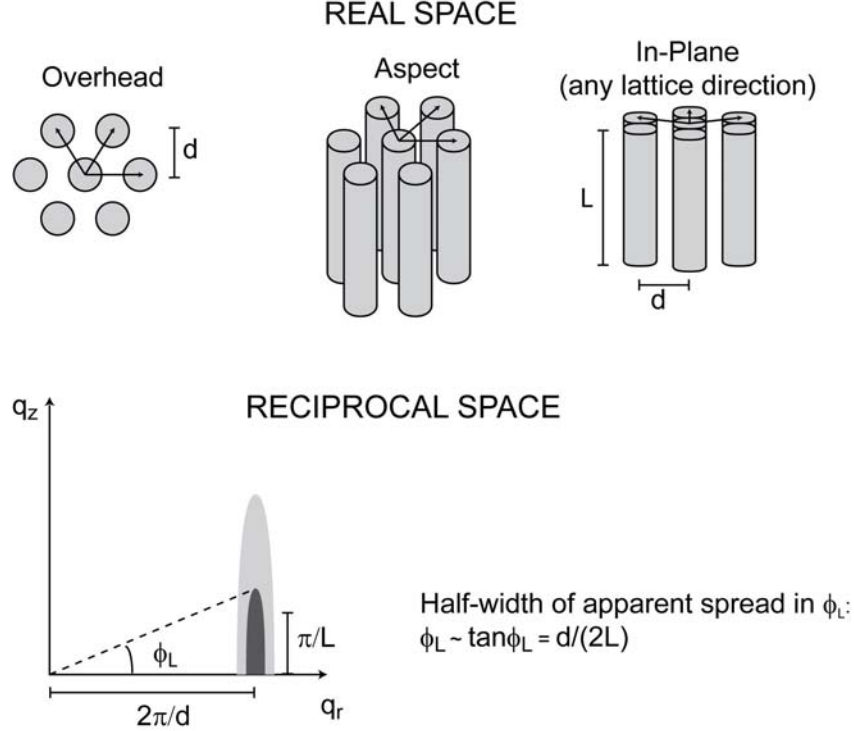 REAL SPACE
Overhead
d
Aspect
In-Plane
(any lattice direction)
L
d
RECIPROCAL SPACE
q_z
ϕ_L
π/L
2π/d
q_r
Half-width of apparent spread in ϕ_L:
ϕ_L ~ tanϕ_L = d/(2L)